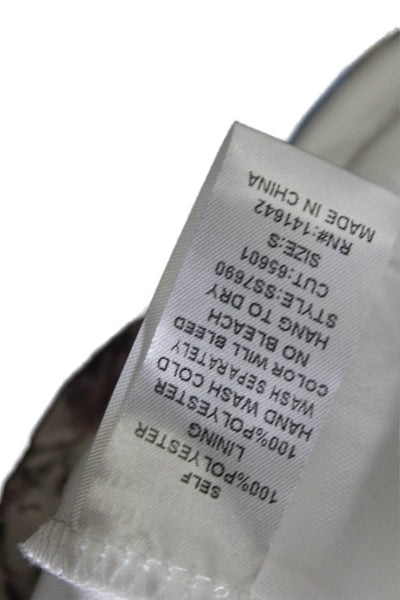 SELF
100%POLYESTER
LINING
100%POLYESTER
HAND WASH COLD
WASH SEPARATELY
COLOR WILL BLEED
NO BLEACH
HANG TO DRY
STYLE:SS7690
CUT:65601
SIZE:S
RN#:141642
MADE IN CHINA